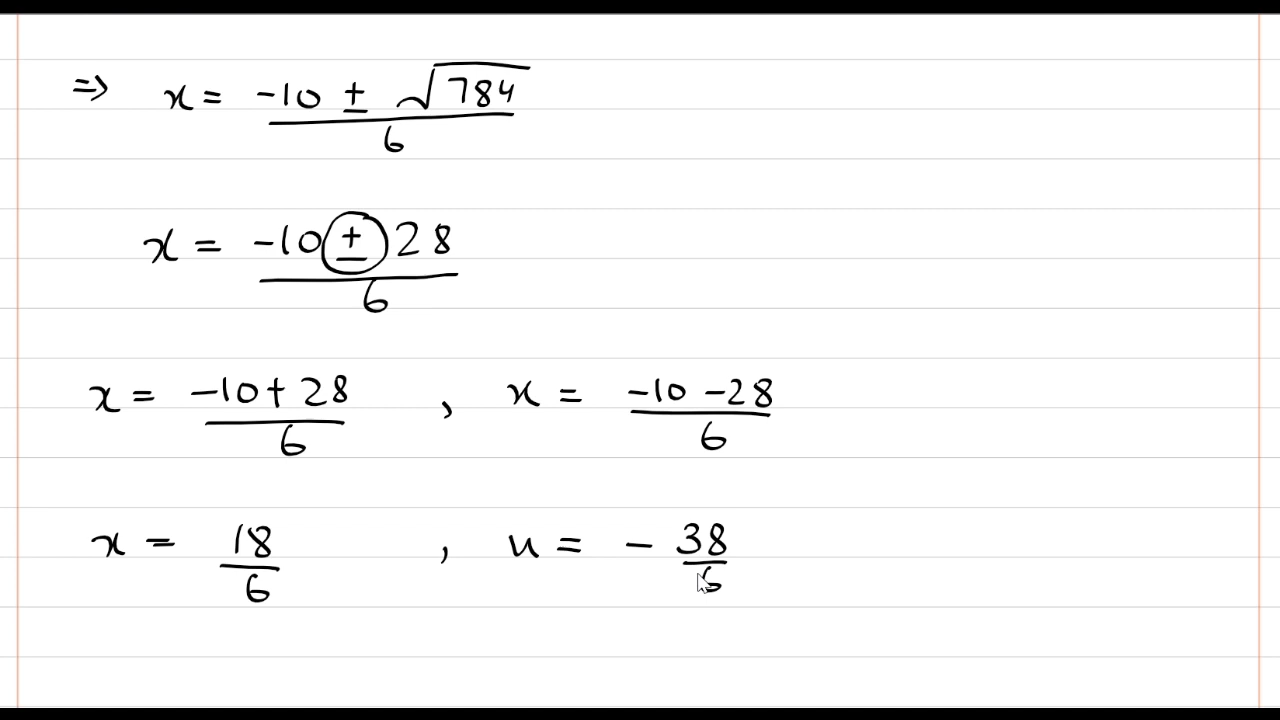 ⇒ x = (-10 ± √784)/6
x = (-10 ± 28)/6
x = (-10 + 28)/6 , x = (-10 - 28)/6
x = 18/6 , x = - 38/6